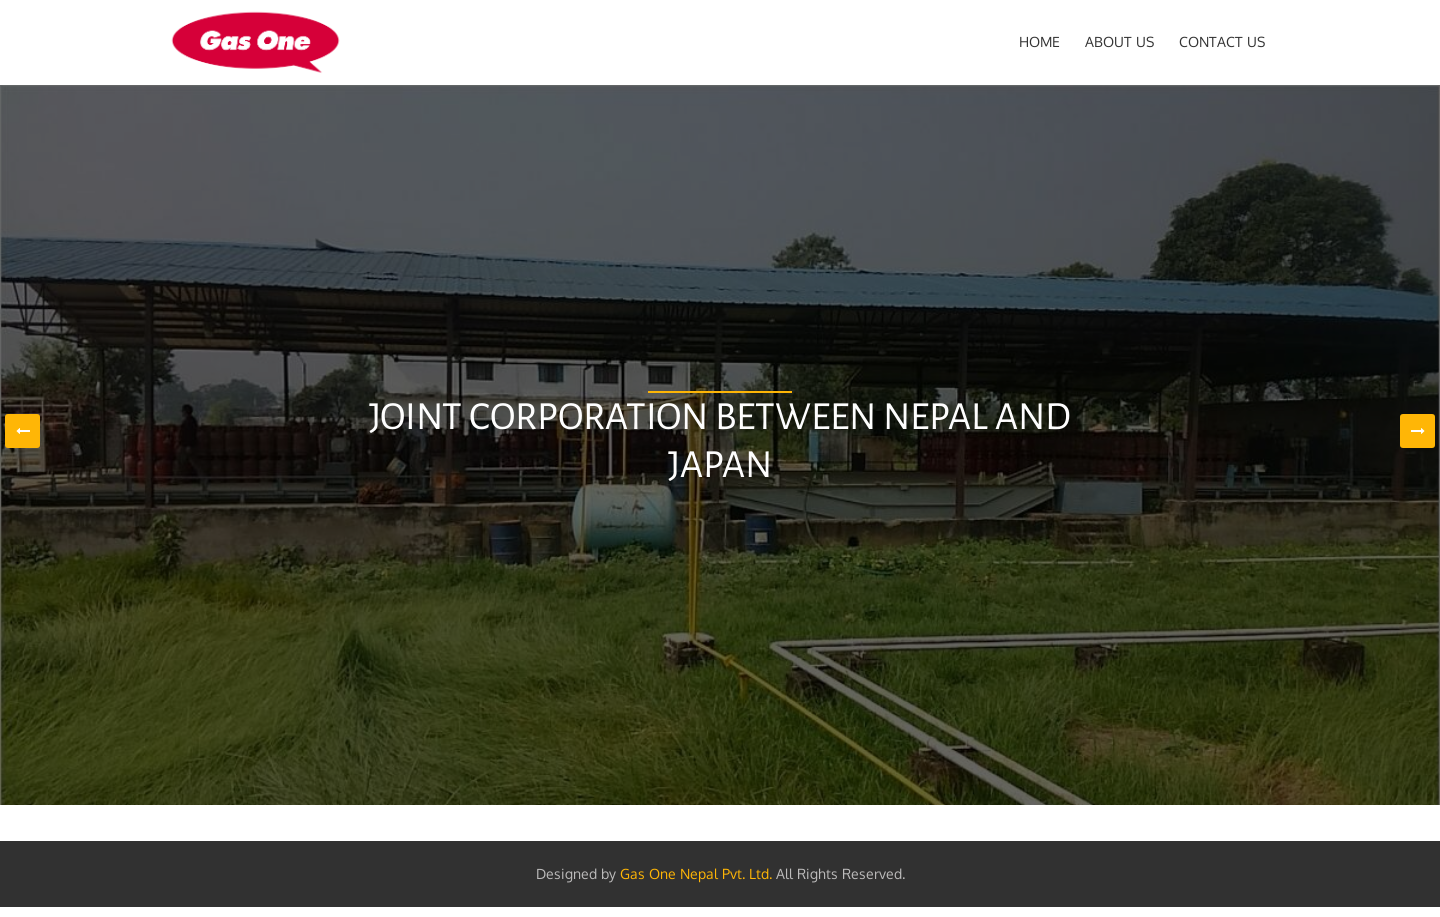 Gas One
HOME
ABOUT US
CONTACT US
JOINT CORPORATION BETWEEN NEPAL AND
JAPAN
Designed by Gas One Nepal Pvt. Ltd. All Rights Reserved.